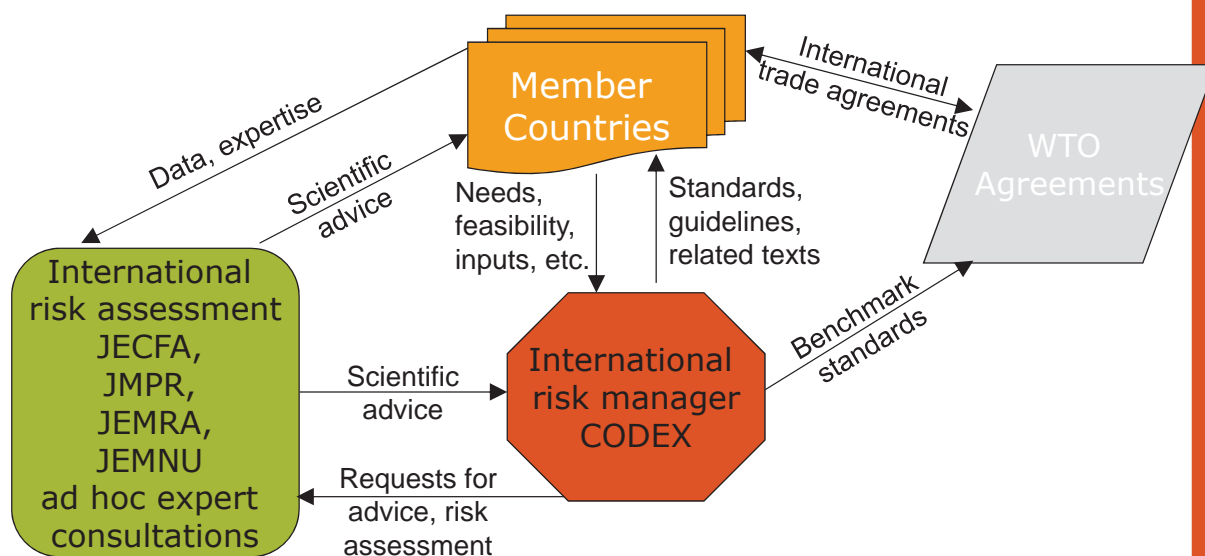 Member
Countries
International
trade agreements
WTO
Agreements
Data, expertise
Scientific
advice
Needs,
feasibility,
inputs, etc.
Standards,
guidelines,
related texts
International
risk assessment
JECFA,
JMPR,
JEMRA,
JEMNU
ad hoc expert
consultations
Scientific
advice
International
risk manager
CODEX
Benchmark
standards
Requests for
advice, risk
assessment